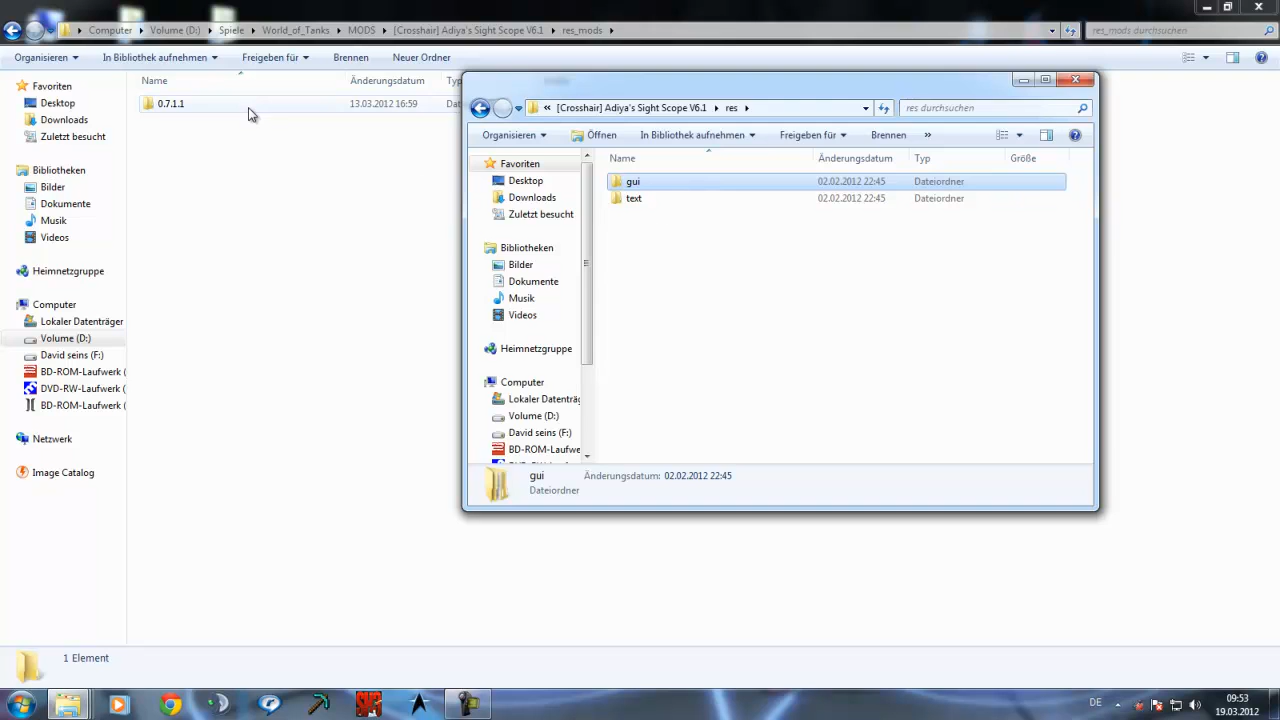 Computer ▸ Volume (D:) ▸ Spiele ▸ World_of_Tanks ▸ MODS ▸ [Crosshair] Adiya's Sight Scope V6.1 ▸ res_mods ▸
res_mods durchsuchen
Organisieren In Bibliothek aufnehmen Freigeben für Brennen Neuer Ordner
Name Änderungsdatum Typ
0.7.1.1 13.03.2012 16:59
Favoriten
Desktop
Downloads
Zuletzt besucht
Bibliotheken
Bilder
Dokumente
Musik
Videos
Heimnetzgruppe
Computer
Lokaler Datenträger
Volume (D:)
David seins (F:)
BD-ROM-Laufwerk (
DVD-RW-Laufwerk (
BD-ROM-Laufwerk (
Netzwerk
Image Catalog
1 Element
« [Crosshair] Adiya's Sight Scope V6.1 ▸ res ▸
res durchsuchen
Organisieren Öffnen In Bibliothek aufnehmen Freigeben für Brennen »
Favoriten
Desktop
Downloads
Zuletzt besucht
Bibliotheken
Bilder
Dokumente
Musik
Videos
Heimnetzgruppe
Computer
Lokaler Datenträg
Volume (D:)
David seins (F:)
BD-ROM-Laufwe
Name Änderungsdatum Typ Größe
gui 02.02.2012 22:45 Dateiordner
text 02.02.2012 22:45 Dateiordner
gui Änderungsdatum: 02.02.2012 22:45
Dateiordner
DE
09:53
19.03.2012